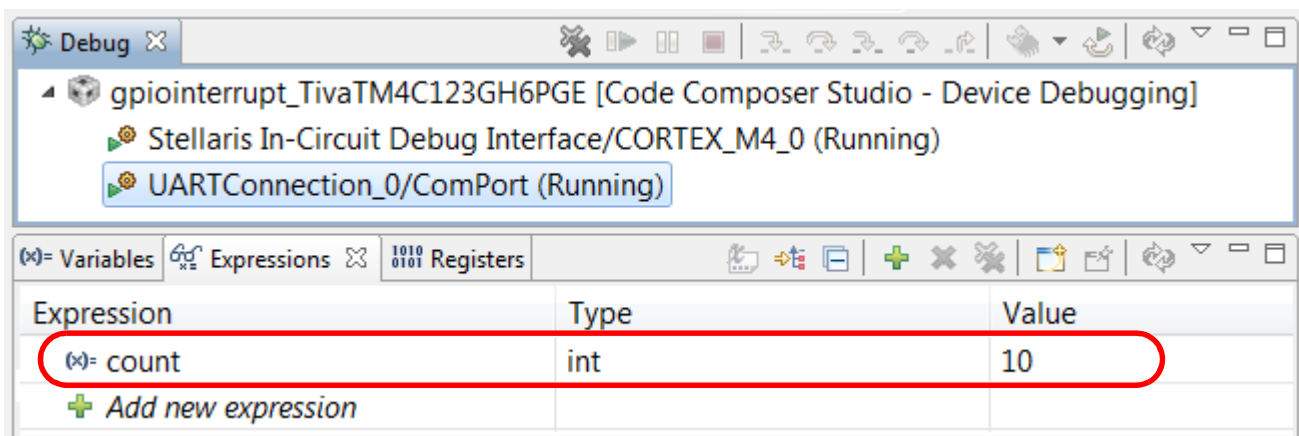 Debug
gpiointerrupt_TivaTM4C123GH6PGE [Code Composer Studio - Device Debugging]
Stellaris In-Circuit Debug Interface/CORTEX_M4_0 (Running)
UARTConnection_0/ComPort (Running)
(x)= Variables Expressions 1010 0101 Registers
Expression Type Value
(x)= count int 10
Add new expression